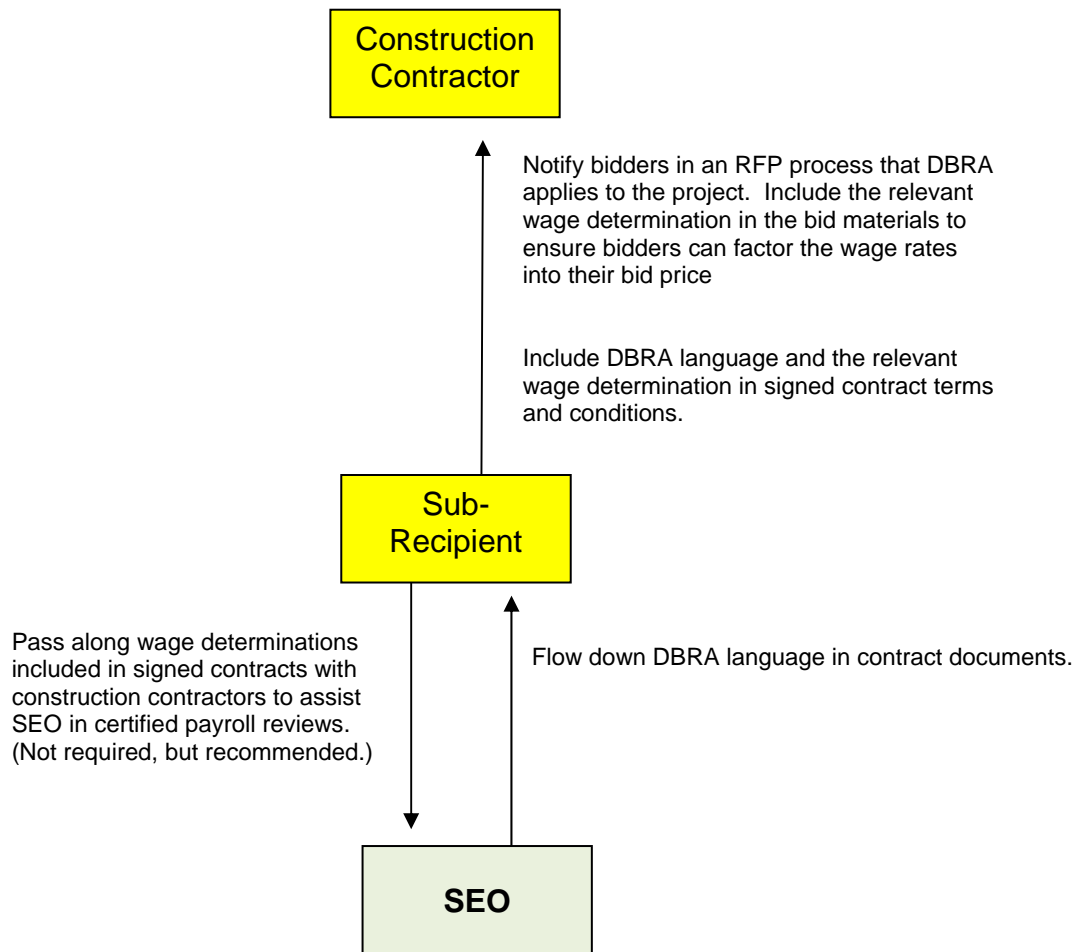 Construction
Contractor
Notify bidders in an RFP process that DBRA
applies to the project.  Include the relevant
wage determination in the bid materials to
ensure bidders can factor the wage rates
into their bid price
Include DBRA language and the relevant
wage determination in signed contract terms
and conditions.
Sub-
Recipient
Pass along wage determinations
included in signed contracts with
construction contractors to assist
SEO in certified payroll reviews.
(Not required, but recommended.)
Flow down DBRA language in contract documents.
SEO